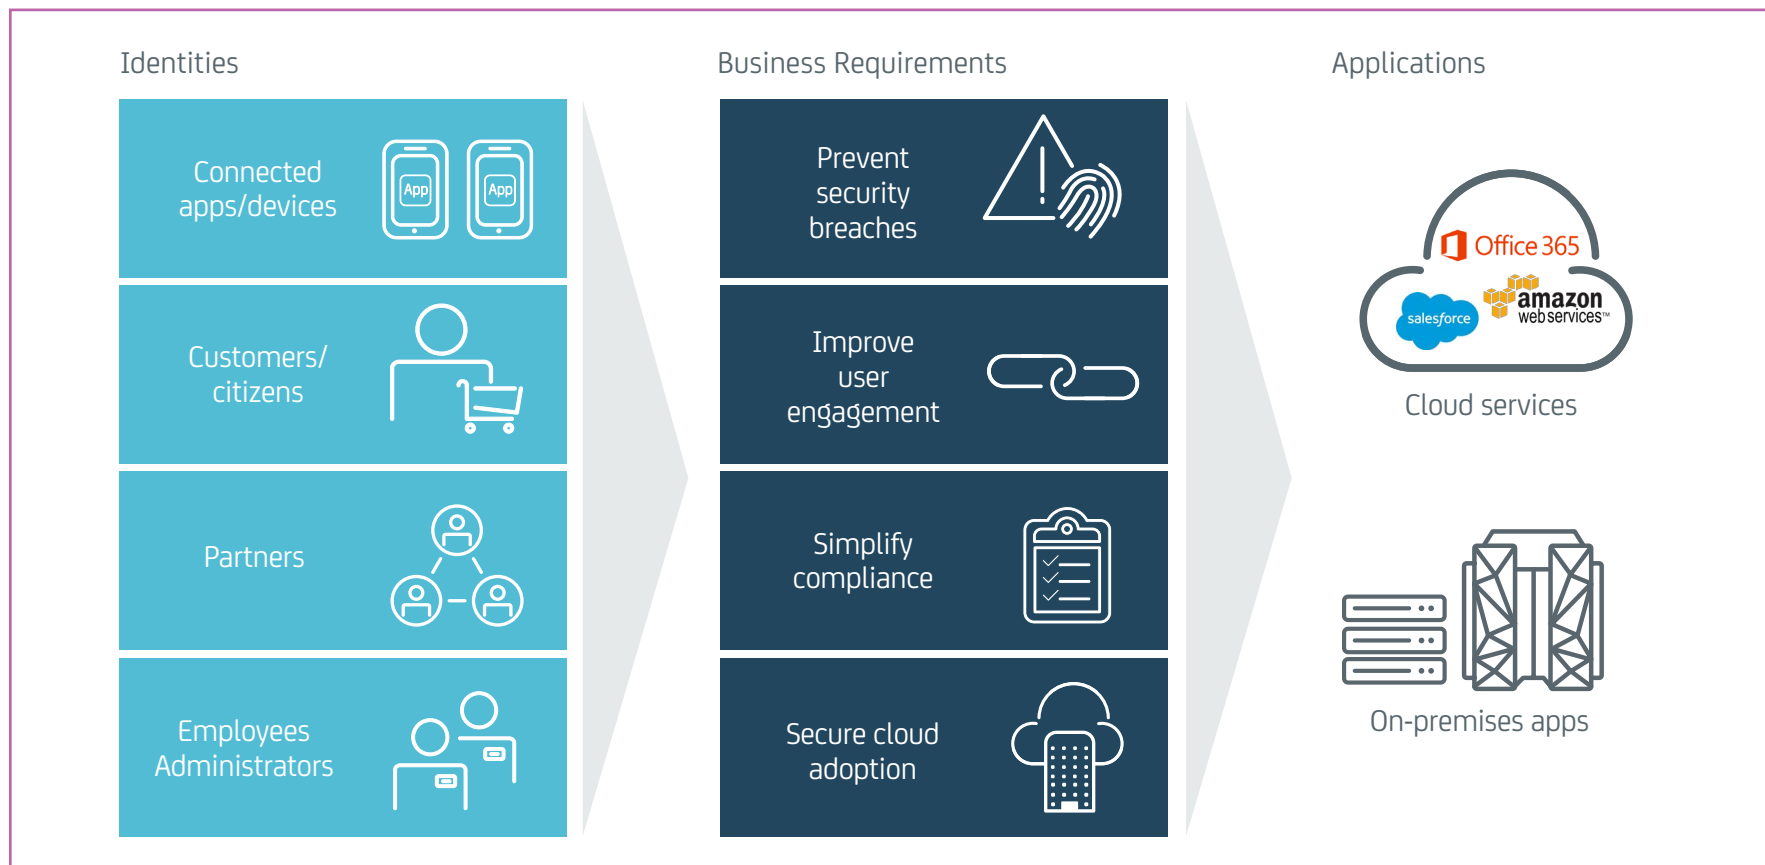 Identities
Business Requirements
Applications
Connected
apps/devices
App
App
Customers/
citizens
Partners
Employees
Administrators
Prevent
security
breaches
Improve
user
engagement
Simplify
compliance
Secure cloud
adoption
Office 365
salesforce
amazon
web services™
Cloud services
On-premises apps